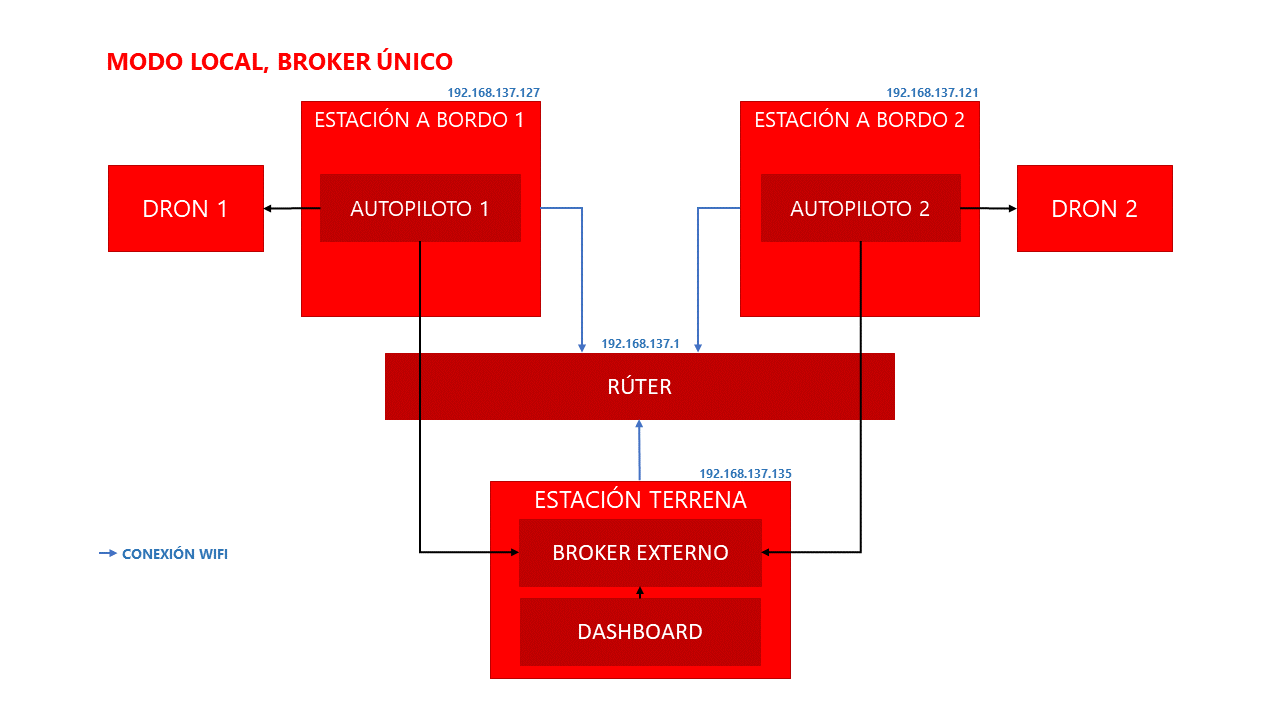 MODO LOCAL, BROKER ÚNICO
192.168.137.127
192.168.137.121
ESTACIÓN A BORDO 1
ESTACIÓN A BORDO 2
DRON 1
AUTOPILOTO 1
AUTOPILOTO 2
DRON 2
192.168.137.1
RÚTER
192.168.137.135
ESTACIÓN TERRENA
BROKER EXTERNO
CONEXIÓN WIFI
DASHBOARD